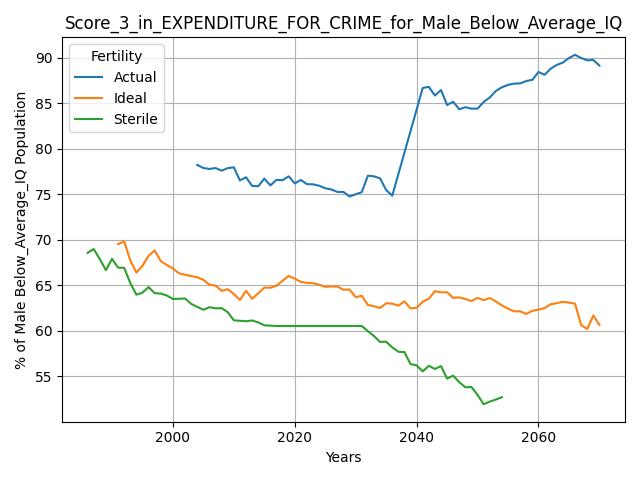 Score_3_in_EXPENDITURE_FOR_CRIME_for_Male_Below_Average_IQ
Fertility
Actual
Ideal
Sterile
% of Male Below_Average_IQ Population
90
85
80
75
70
65
60
55
2000 2020 2040 2060
Years